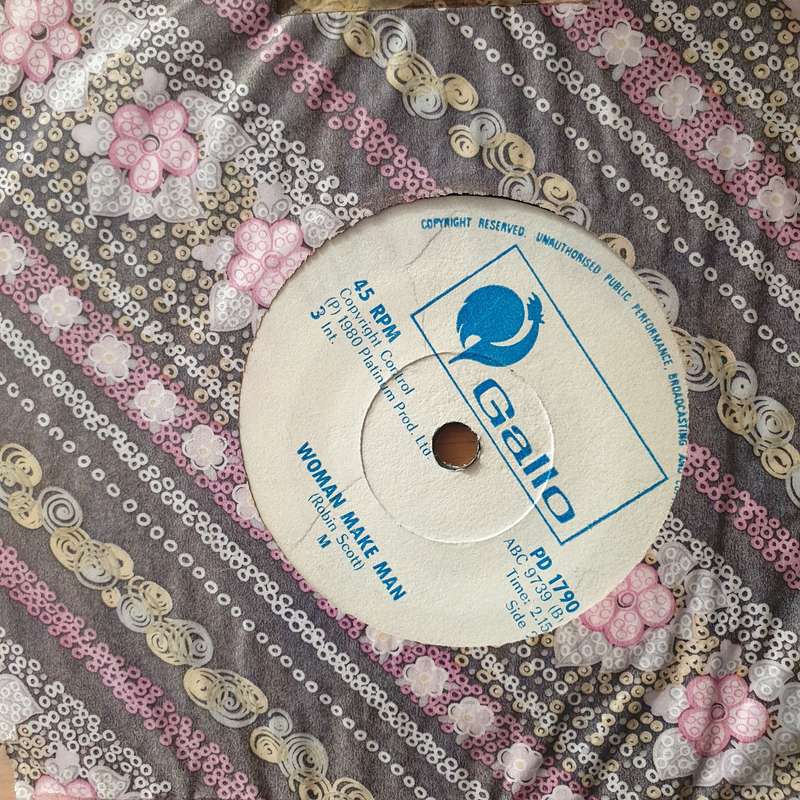 COPYRIGHT RESERVED. UNAUTHORISED PUBLIC PERFORMANCE, BROADCASTING AND
Gallo
45 RPM
Copyright Control
(P) 1980 Platinum Prod. Ltd.
3 Int.
PD 1790
ABC 9739 (B
Time: 2.15
Side
WOMAN MAKE MAN
(Robin Scott)
M